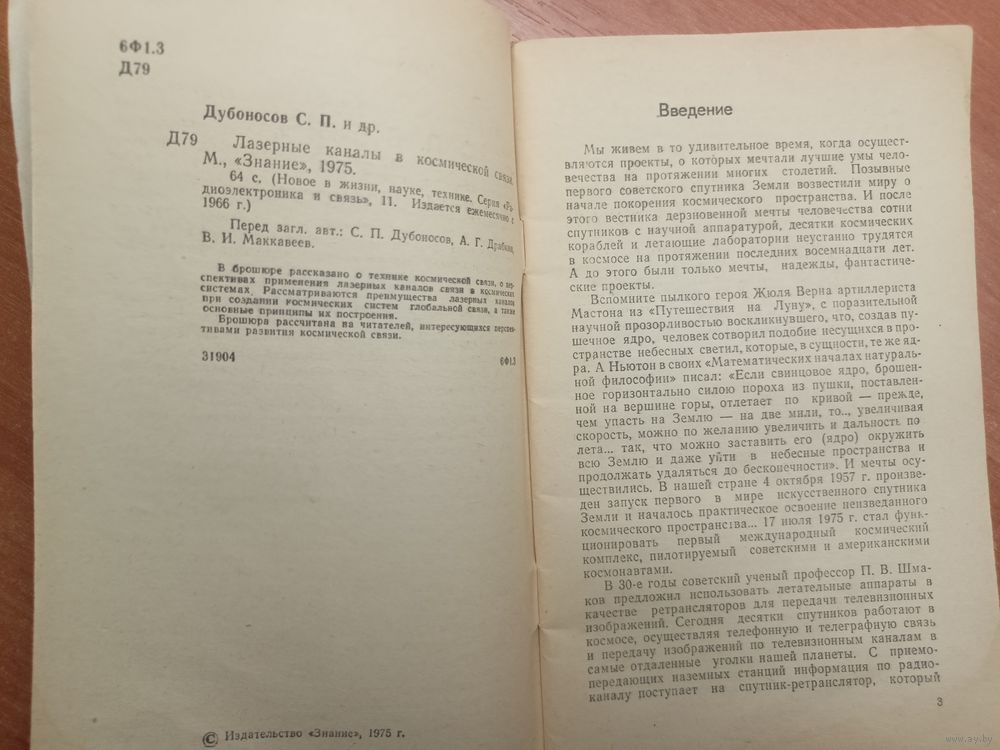 6Ф1.3
Д79
Дубоносов С. П. и др.
Д79 Лазерные каналы в космической связи.
М., «Знание», 1975.
64 с. (Новое в жизни, науке, технике. Серия «Ра-
диоэлектроника и связь», 11. Издается ежемесячно с
1966 г.)
Перед загл. авт.: С. П. Дубоносов, А. Г.
В. И. Маккавеев.
В брошюре рассказано о технике космической связи, о пер-
спективах применения лазерных каналов связи в космических
системах. Рассматриваются преимущества лазерных каналов
при создании космических систем глобальной связи, а также
основные принципы их построения.
Брошюра рассчитана на читателей, интересующихся перспек-
тивами развития космической связи.
31904 6Ф1.3
© Издательство «Знание», 1975 г.
Введение
Мы живем в то удивительное время, когда осущест-
вляются проекты, о которых мечтали лучшие умы чело-
вечества на протяжении многих столетий. Позывные
первого советского спутника Земли возвестили миру о
начале покорения космического пространства. И после
этого вестника дерзновенной мечты человечества сотни
спутников с научной аппаратурой, десятки космических
кораблей и летающие лаборатории неустанно трудятся
в космосе на протяжении последних восемнадцати лет.
А до этого были только мечты, надежды, фантастиче-
ские проекты.
Вспомните пылкого героя Жюля Верна артиллериста
Мастона из «Путешествия на Луну», с поразительной
научной прозорливостью воскликнувшего, что, создав пу-
шечное ядро, человек сотворил подобие несущихся в про-
странстве небесных светил, которые, в сущности, те же яд-
ра. А Ньютон в своих «Математических началах натураль-
ной философии» писал: «Если свинцовое ядро, брошен-
ное горизонтально силою пороха из пушки, поставлен-
ной на вершине горы, отлетает по кривой — прежде,
чем упасть на Землю — на две мили, то.., увеличивая
скорость, можно по желанию увеличить и дальность по
лета... так, что можно заставить его (ядро) окружить
всю Землю и даже уйти в небесные пространства и
продолжать удаляться до бесконечности». И мечты осу-
ществились. В нашей стране 4 октября 1957 г. произве-
ден запуск первого в мире искусственного спутника
Земли и началось практическое освоение неизведанного
космического пространства... 17 июля 1975 г. стал функ-
ционировать первый международный космический
комплекс, пилотируемый советскими и американскими
космонавтами.
В 30-е годы советский ученый профессор П. В. Шма-
ков предложил использовать летательные аппараты в
качестве ретрансляторов для передачи телевизионных
изображений. Сегодня десятки спутников работают в
космосе, осуществляя телефонную и телеграфную связь
и передачу изображений по телевизионным каналам в
самые отдаленные уголки нашей планеты. С приемо-
передающих наземных станций информация по радио-
каналу поступает на спутник-ретранслятор, который
3
www.ay.by